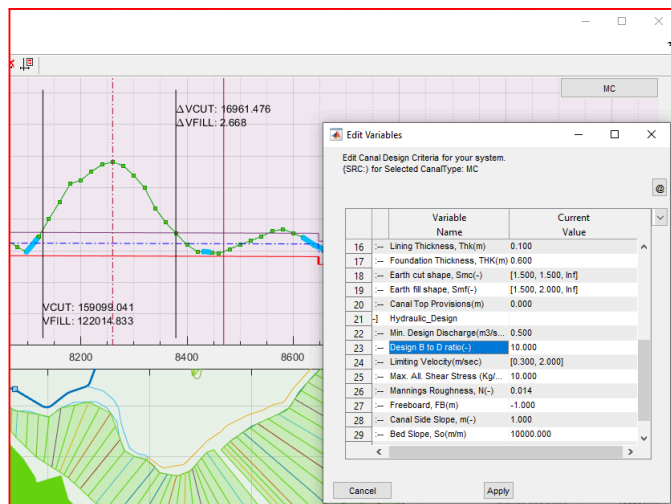 MC
ΔVCUT: 16961.476
ΔVFILL: 2.668
VCUT: 159099.041
VFILL: 122014.833
8200
8400
8600
Edit Variables
Edit Canal Design Criteria for your system.
{SRC:} for Selected CanalType: MC
@
Variable Name Current Value
16 :-- Lining Thickness, Thk(m) 0.100
17 :-- Foundation Thickness, THK(m) 0.600
18 :-- Earth cut shape, Smc(-) [1.500, 1.500, Inf]
19 :-- Earth fill shape, Smf(-) [1.500, 2.000, Inf]
20 :-- Canal Top Provisions(m) 0.000
21 -] Hydraulic_Design
22 :-- Min. Design Discharge(m3/s... 0.500
23 :-- Design B to D ratio(-) 10.000
24 :-- Limiting Velocity(m/sec) [0.300, 2.000]
25 :-- Max. All. Shear Stress (Kg/... 10.000
26 :-- Mannings Roughness, N(-) 0.014
27 :-- Freeboard, FB(m) -1.000
28 :-- Canal Side Slope, m(-) 1.000
29 :-- Bed Slope, So(m/m) 10000.000
Cancel Apply